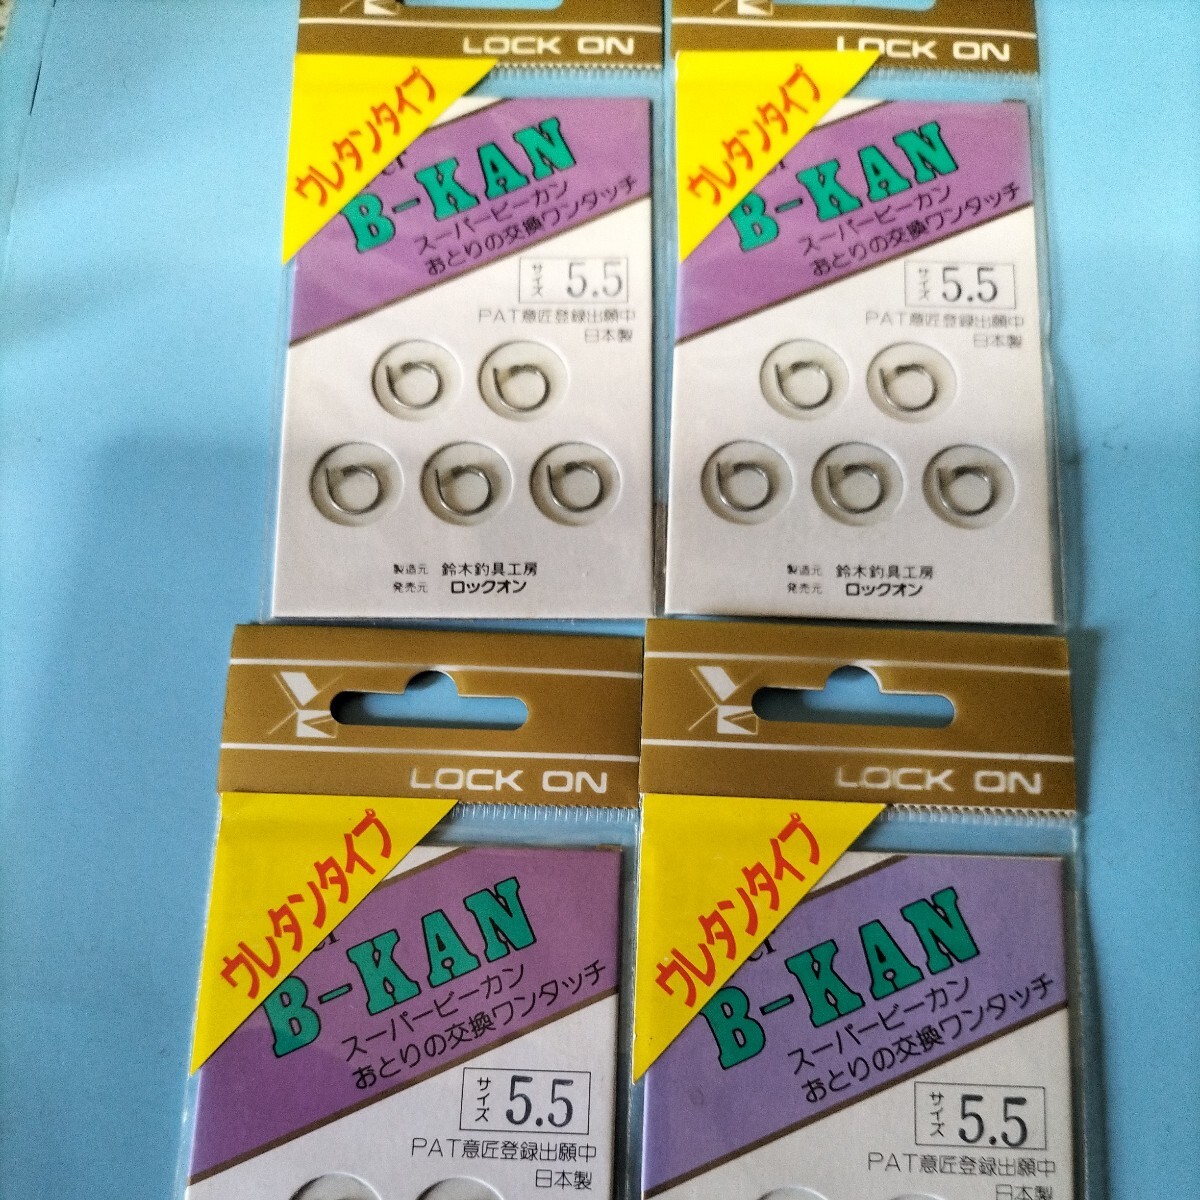 LOCK ON
ウレタンタイプ
B-KAN
スーパービーカン
おとりの交換ワンタッチ
サイズ 5.5
PAT意匠登録出願中
日本製
製造元 鈴木釣具工房
発売元 ロックオン
LOCK ON
ウレタンタイプ
B-KAN
スーパービーカン
おとりの交換ワンタッチ
サイズ 5.5
PAT意匠登録出願中
日本製
製造元 鈴木釣具工房
発売元 ロックオン
LOCK ON
ウレタンタイプ
B-KAN
スーパービーカン
おとりの交換ワンタッチ
サイズ 5.5
PAT意匠登録出願中
日本製
LOCK ON
ウレタンタイプ
B-KAN
スーパービーカン
おとりの交換ワンタッチ
サイズ 5.5
PAT意匠登録出願中
日本製